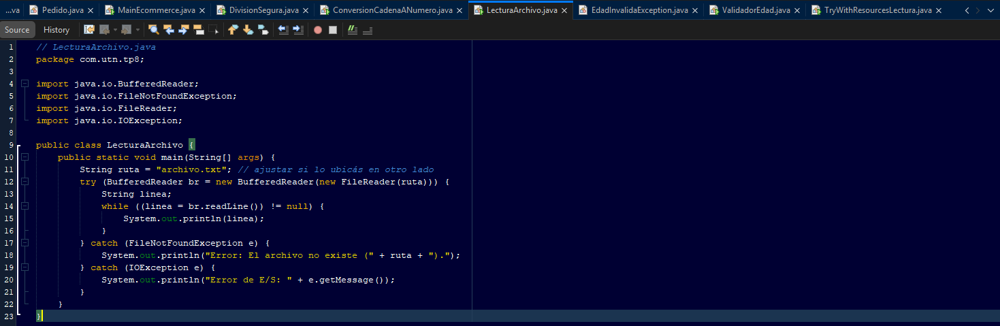 ...va Pedido.java MainEcommerce.java DivisionSegura.java ConversionCadenaANumero.java LecturaArchivo.java EdadInvalidaException.java ValidadorEdad.java TryWithResourcesLectura.java
Source History
1 // LecturaArchivo.java
2 package com.utn.tp8;
3
4 import java.io.BufferedReader;
5 import java.io.FileNotFoundException;
6 import java.io.FileReader;
7 import java.io.IOException;
8
9 public class LecturaArchivo {
10 public static void main(String[] args) {
11 String ruta = "archivo.txt"; // ajustar si lo ubicás en otro lado
12 try (BufferedReader br = new BufferedReader(new FileReader(ruta))) {
13 String linea;
14 while ((linea = br.readLine()) != null) {
15 System.out.println(linea);
16 }
17 } catch (FileNotFoundException e) {
18 System.out.println("Error: El archivo no existe (" + ruta + ").");
19 } catch (IOException e) {
20 System.out.println("Error de E/S: " + e.getMessage());
21 }
22 }
23 }